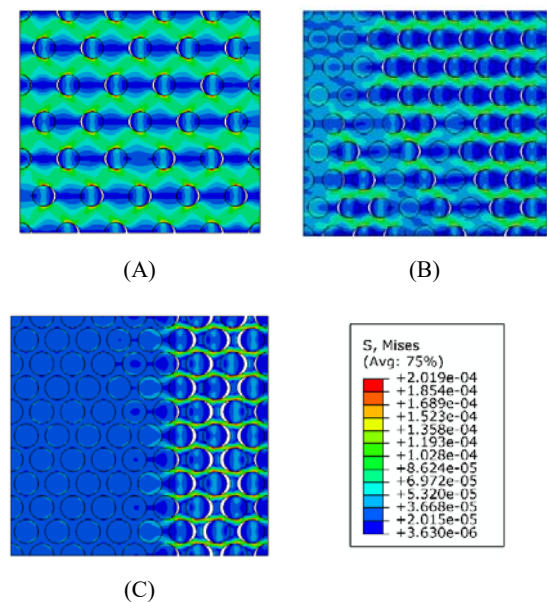 (A)
(B)
S, Mises
(Avg: 75%)
+2.019e-04
+1.854e-04
+1.689e-04
+1.523e-04
+1.358e-04
+1.193e-04
+1.028e-04
+8.624e-05
+6.972e-05
+5.320e-05
+3.668e-05
+2.015e-05
+3.630e-06
(C)